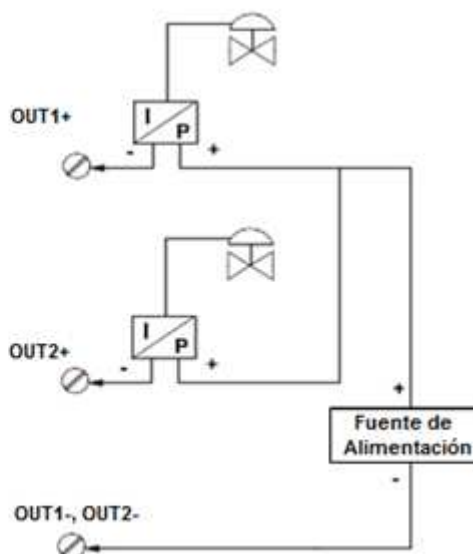 OUT1+
I
P
-
+
OUT2+
I
P
-
+
+
Fuente de
Alimentación
-
OUT1-, OUT2-